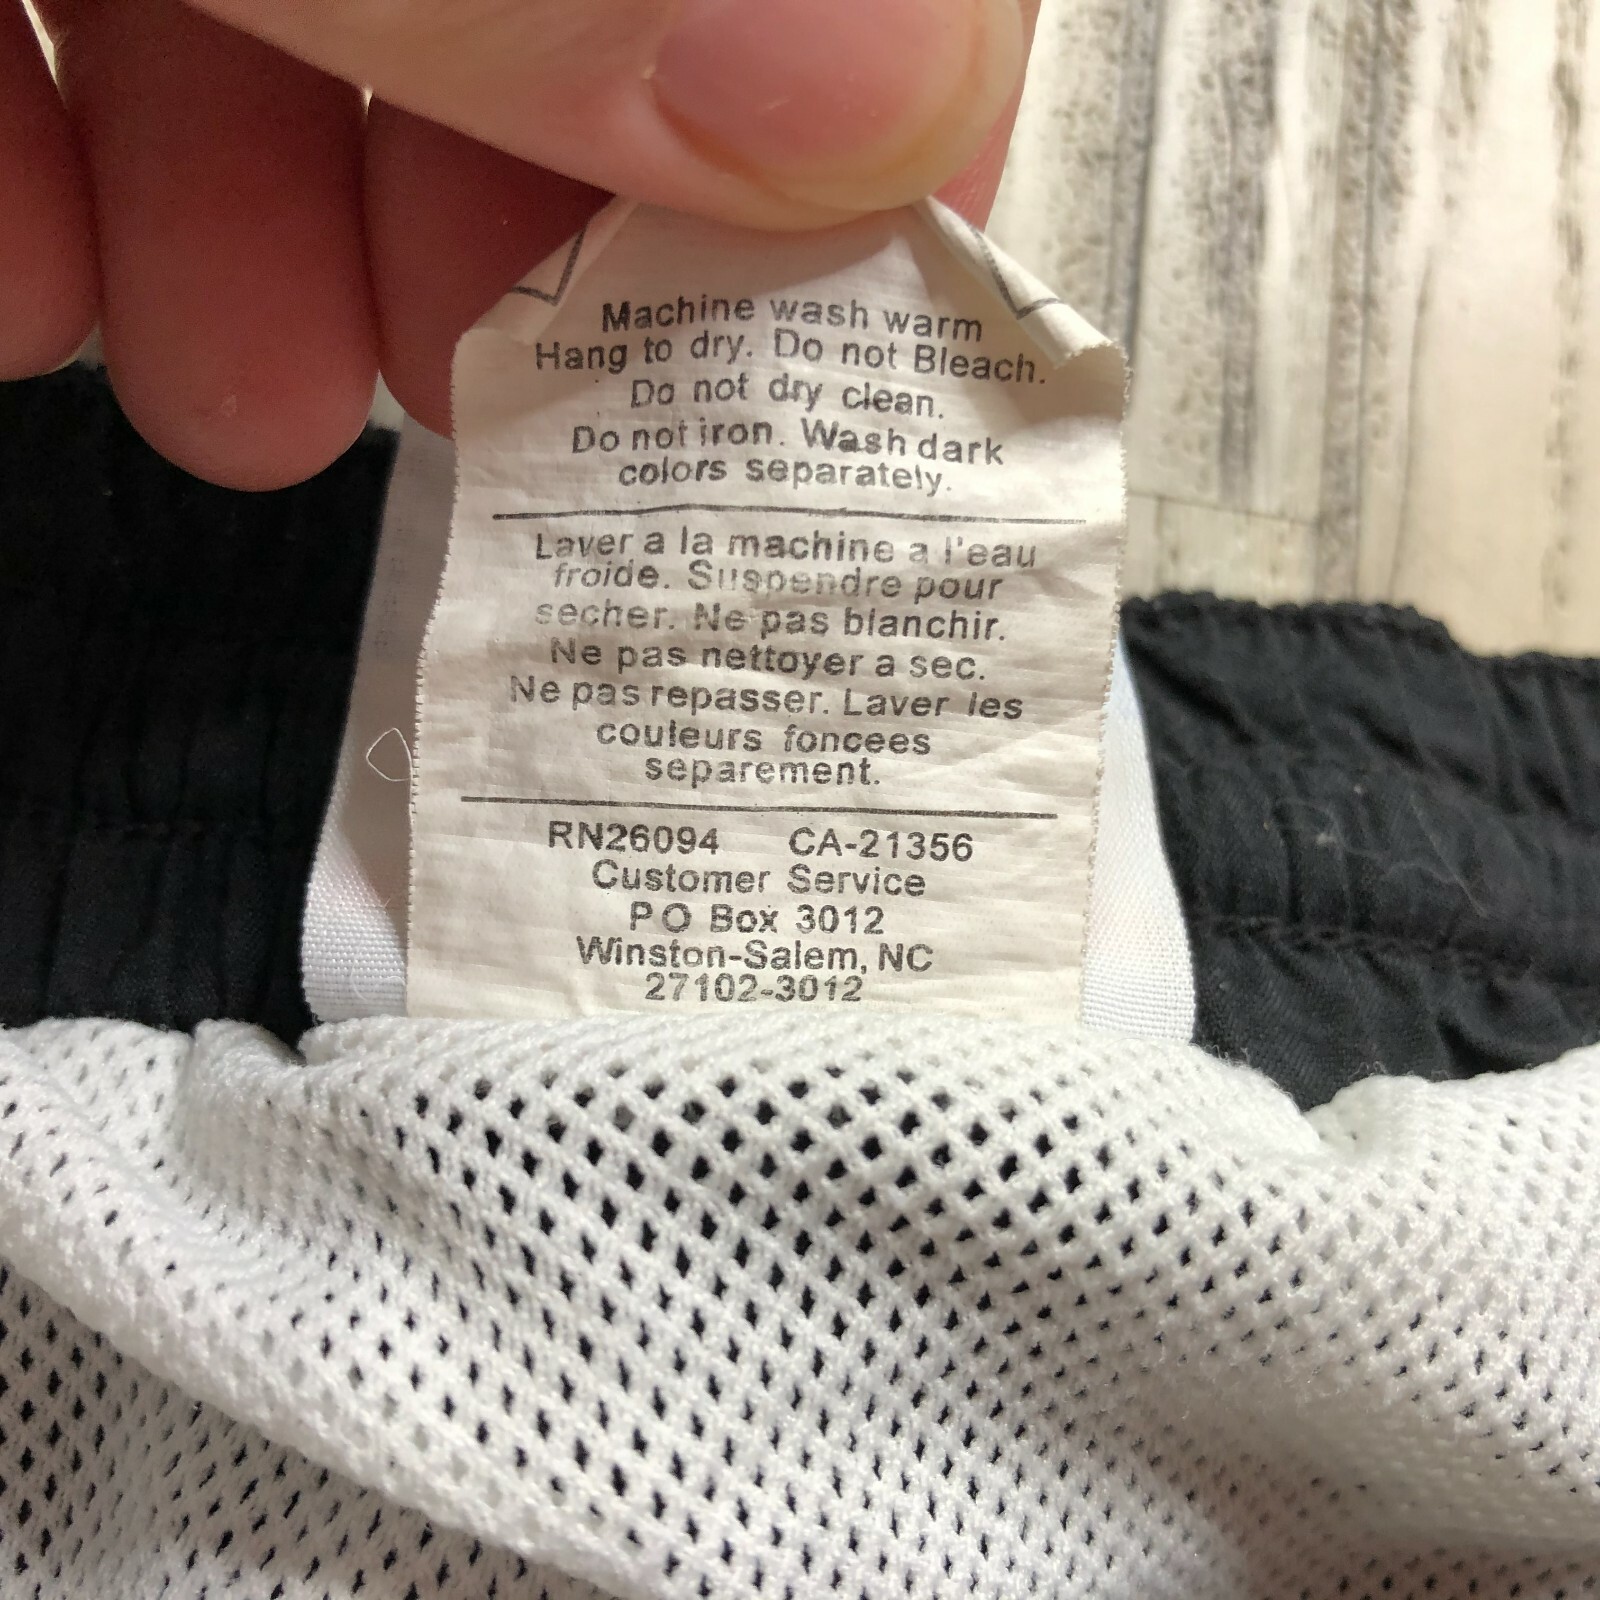 Machine wash warm
Hang to dry. Do not Bleach.
Do not dry clean.
Do not iron. Wash dark
colors separately.
Laver a la machine a l'eau
froide. Suspendre pour
secher. Ne pas blanchir.
Ne pas nettoyer a sec.
Ne pas repasser. Laver les
couleurs foncees
separement.
RN26094 CA-21356
Customer Service
PO Box 3012
Winston-Salem, NC
27102-3012